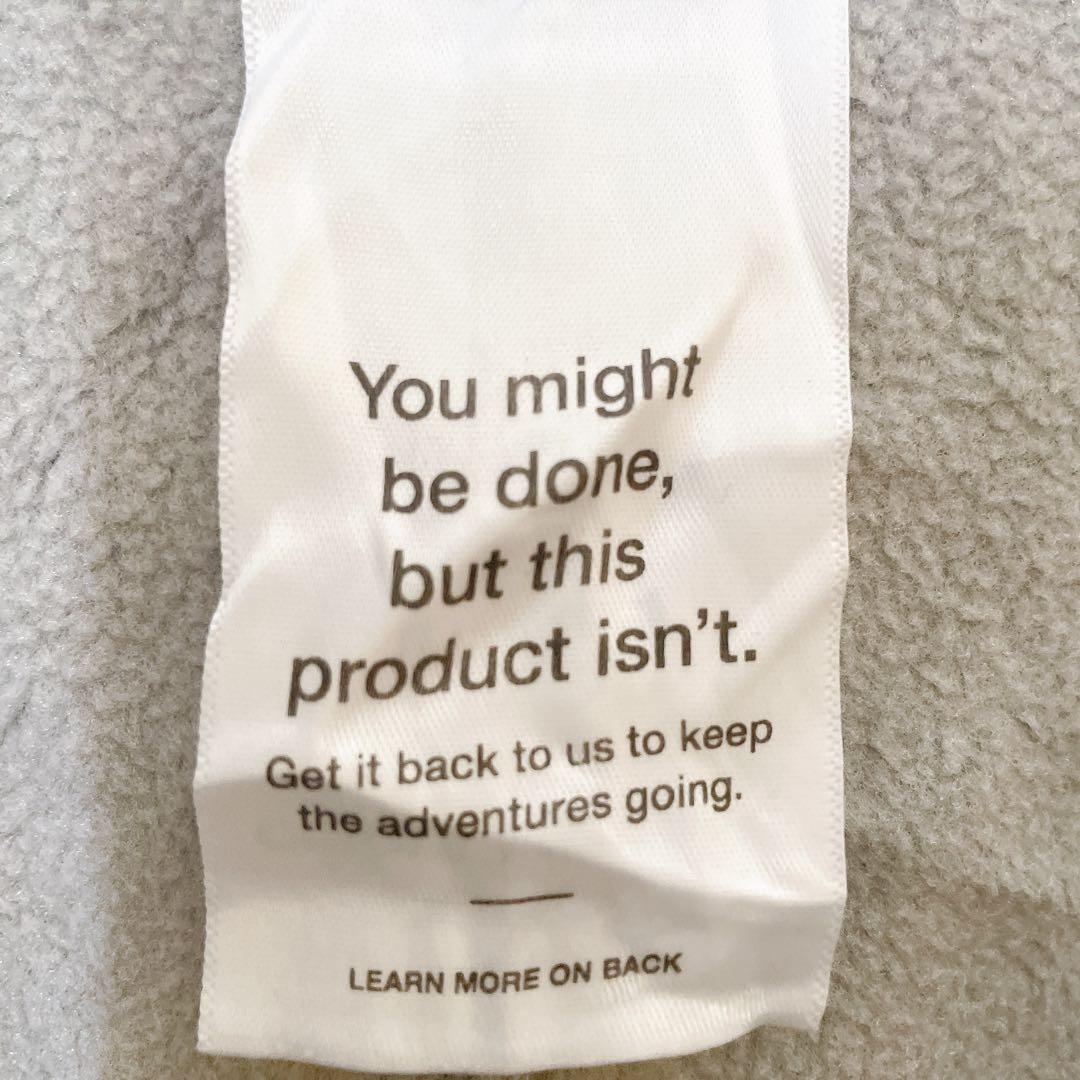 You might
be done,
but this
product isn't.
Get it back to us to keep
the adventures going.
LEARN MORE ON BACK